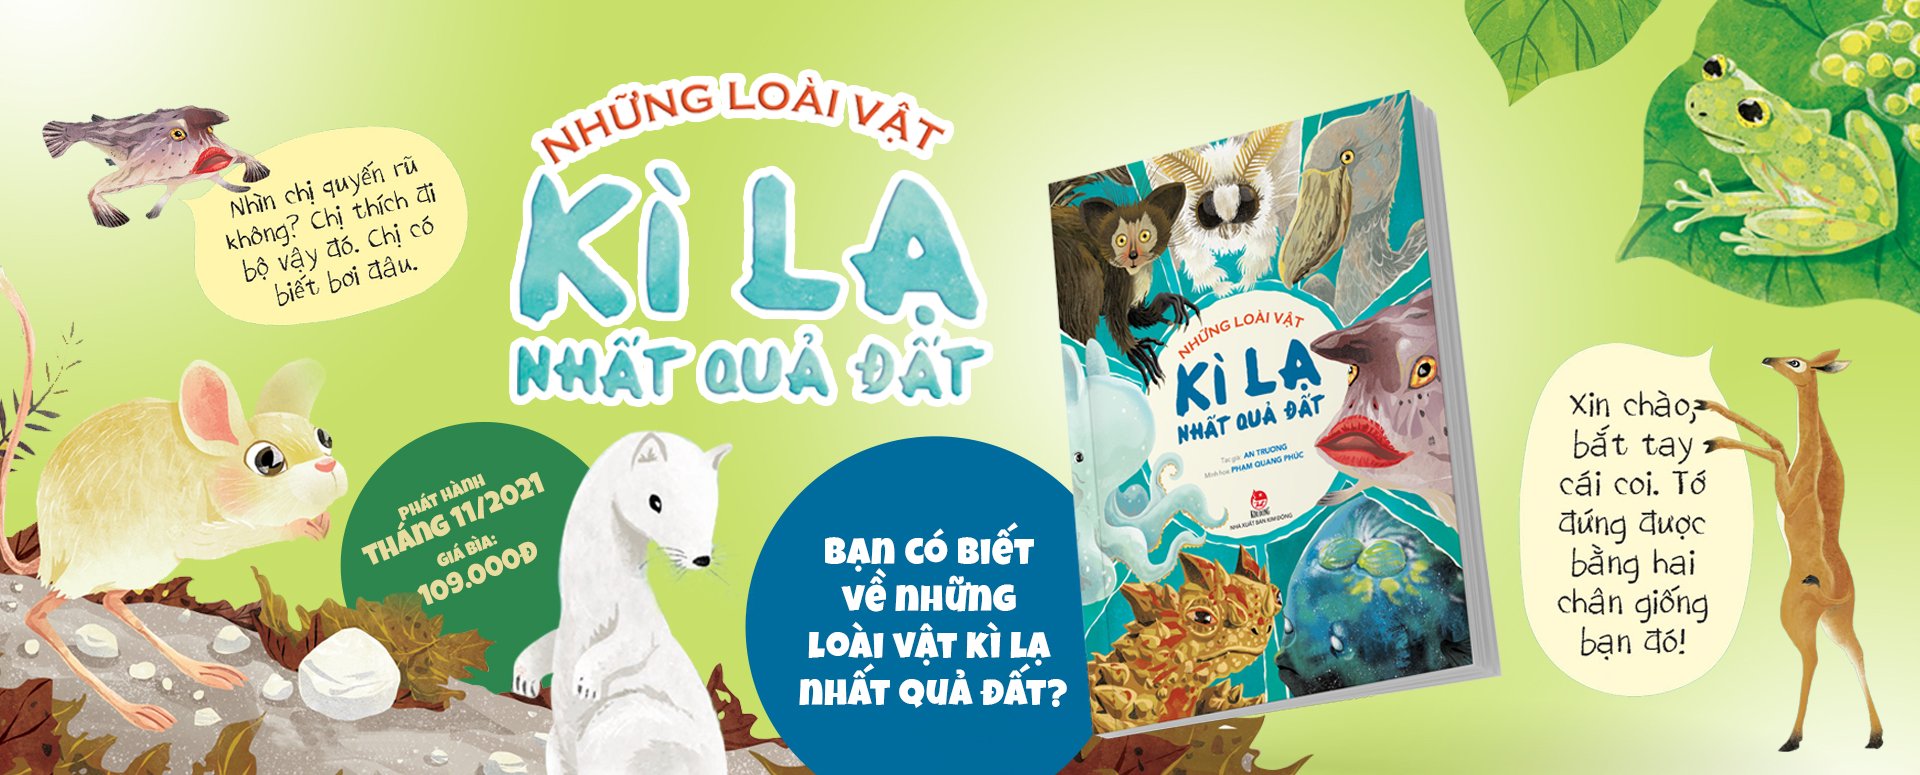 NHỮNG LOÀI VẬT
KÌ LẠ
NHẤT QUẢ ĐẤT
Nhìn chị quyến rũ
không? Chị thích đi
bộ vậy đó. Chị có
biết bơi đâu.
PHÁT HÀNH
THÁNG 11/2021
GIÁ BÌA:
109.000Đ
BẠN CÓ BIẾT
VỀ NHỮNG
LOÀI VẬT KÌ LẠ
NHẤT QUẢ ĐẤT?
NHỮNG LOÀI VẬT
KÌ LẠ
NHẤT QUẢ ĐẤT
Tác giả: AN TRƯƠNG
Minh họa: PHẠM QUANG PHÚC
KIM ĐỒNG
NHÀ XUẤT BẢN KIM ĐỒNG
Xin chào,
bắt tay
cái coi. Tớ
đứng được
bằng hai
chân giống
bạn đó!